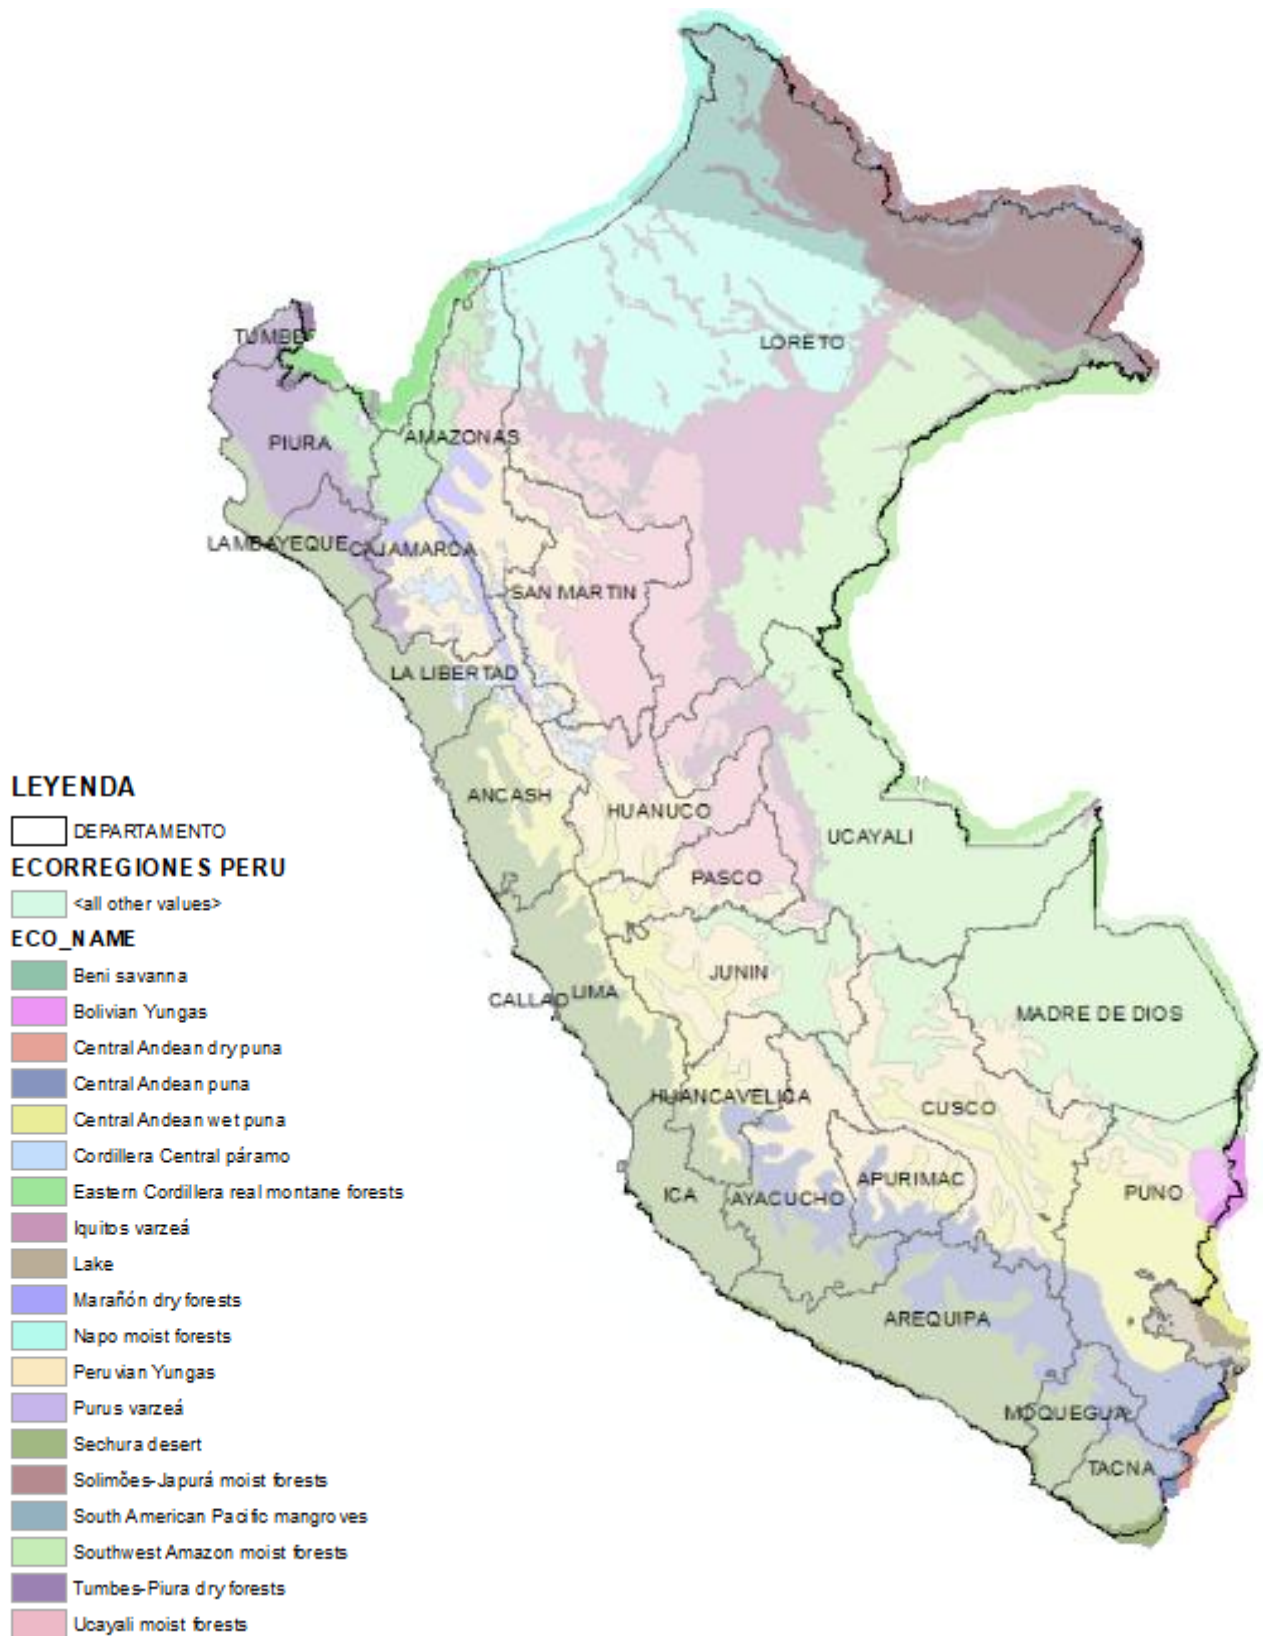 TUMBES
LORETO
PIURA
AMAZONAS
LAMBAYEQUE
CAJAMARCA
SAN MARTIN
LA LIBERTAD
ANCASH
HUANUCO
UCAYALI
PASCO
JUNIN
CALLAO
LIMA
MADRE DE DIOS
HUANCAVELICA
CUSCO
ICA
AYACUCHO
APURIMAC
PUNO
AREQUIPA
MOQUEGUA
TACNA
LEYENDA
DEPARTAMENTO
ECORREGIONES PERU
<all other values>
ECO_NAME
Beni savanna
Bolivian Yungas
Central Andean dry puna
Central Andean puna
Central Andean wet puna
Cordillera Central páramo
Eastern Cordillera real montane forests
Iquitos varzeá
Lake
Marañón dry forests
Napo moist forests
Peruvian Yungas
Purus varzeá
Sechura desert
Solimões-Japurá moist forests
South American Pacific mangroves
Southwest Amazon moist forests
Tumbes-Piura dry forests
Ucayali moist forests